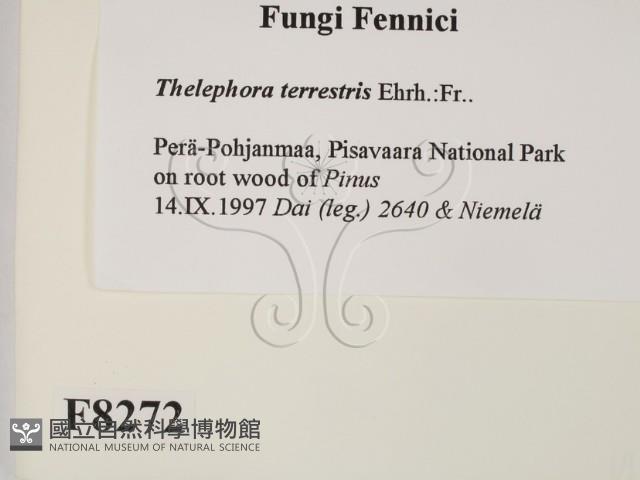 Fungi Fennici
Thelephora terrestris Ehrh.:Fr..
Perä-Pohjanmaa, Pisavaara National Park
on root wood of Pinus
14.IX.1997 Dai (leg.) 2640 & Niemelä
F8272
國立自然科學博物館
NATIONAL MUSEUM OF NATURAL SCIENCE